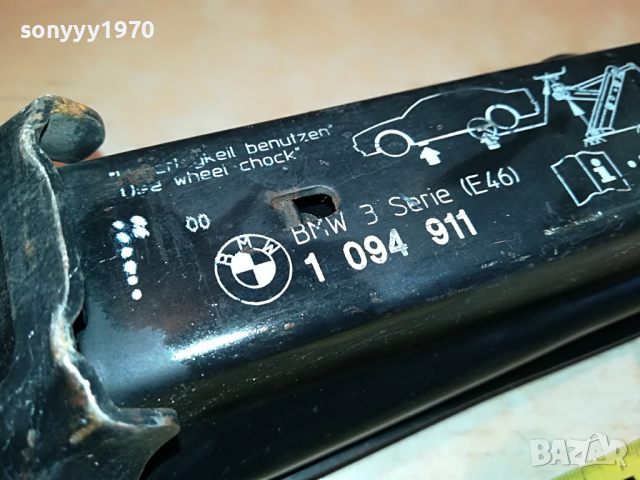 sonyyy1970
benutzen"
Use wheel chock"
00
BMW
BMW 3 Serie (E46)
1 094 911
i
BAZAR